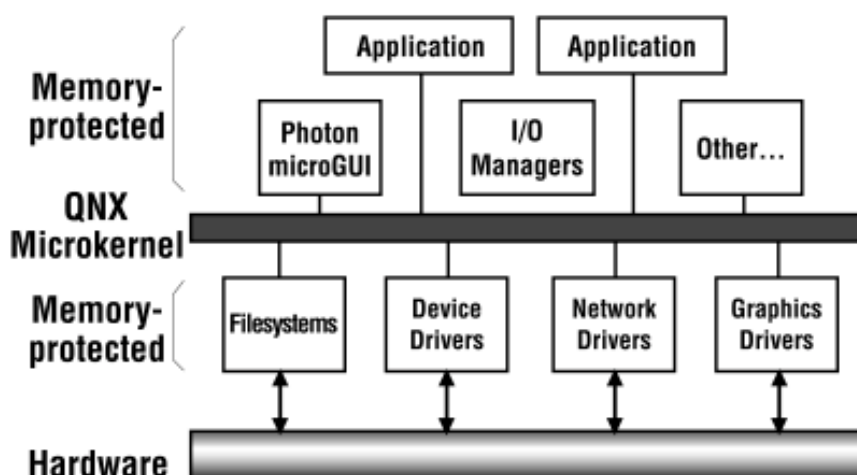 Application
Application
Memory-
protected
Photon
microGUI
I/O
Managers
Other...
QNX
Microkernel
Memory-
protected
Filesystems
Device
Drivers
Network
Drivers
Graphics
Drivers
Hardware